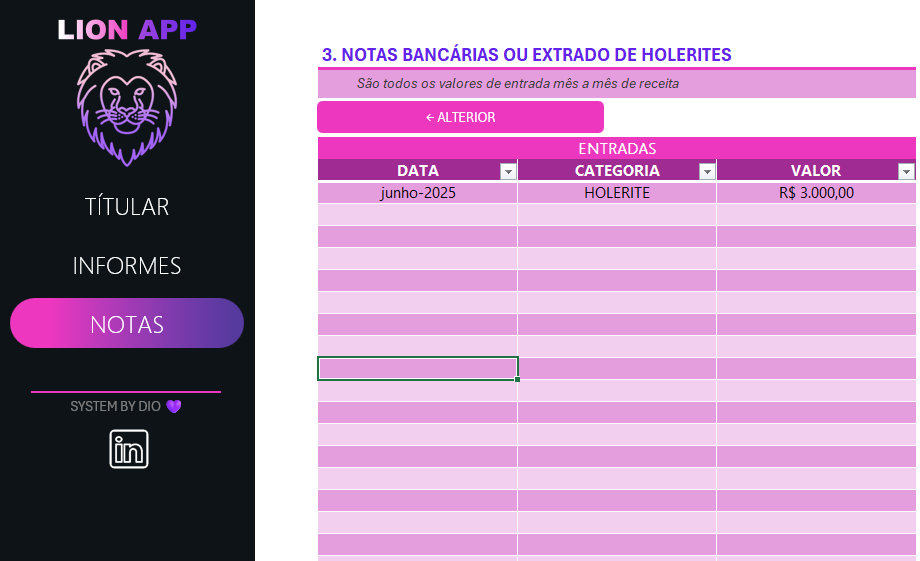 LION APP
TÍTULAR
INFORMES
NOTAS
SYSTEM BY DIO 💜
in
3. NOTAS BANCÁRIAS OU EXTRADO DE HOLERITES
São todos os valores de entrada mês a mês de receita
← ALTERIOR
ENTRADAS
DATA CATEGORIA VALOR
junho-2025 HOLERITE R$ 3.000,00